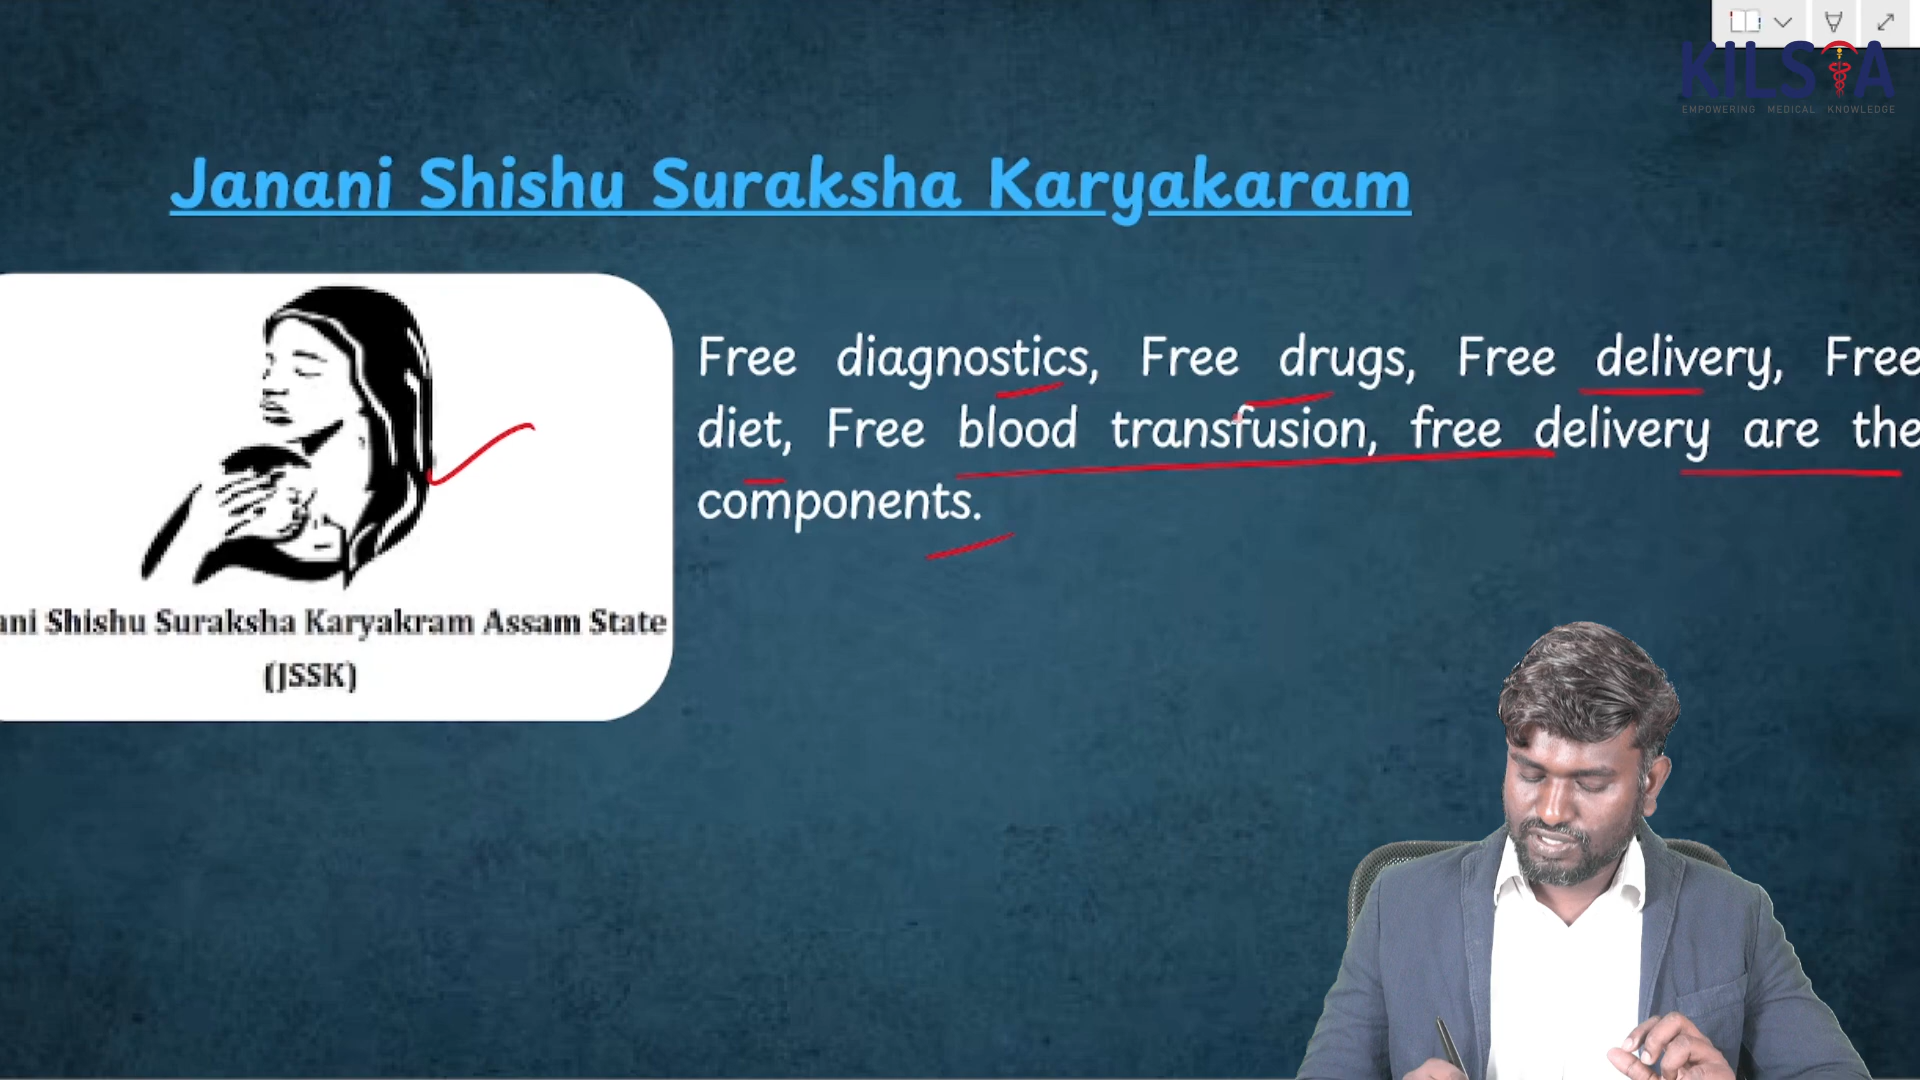 KILSTA
EMPOWERING MEDICAL KNOWLEDGE
Janani Shishu Suraksha Karyakaram
Free diagnostics, Free drugs, Free delivery, Free
diet, Free blood transfusion, free delivery are the
components.
ani Shishu Suraksha Karyakram Assam State
(JSSK)